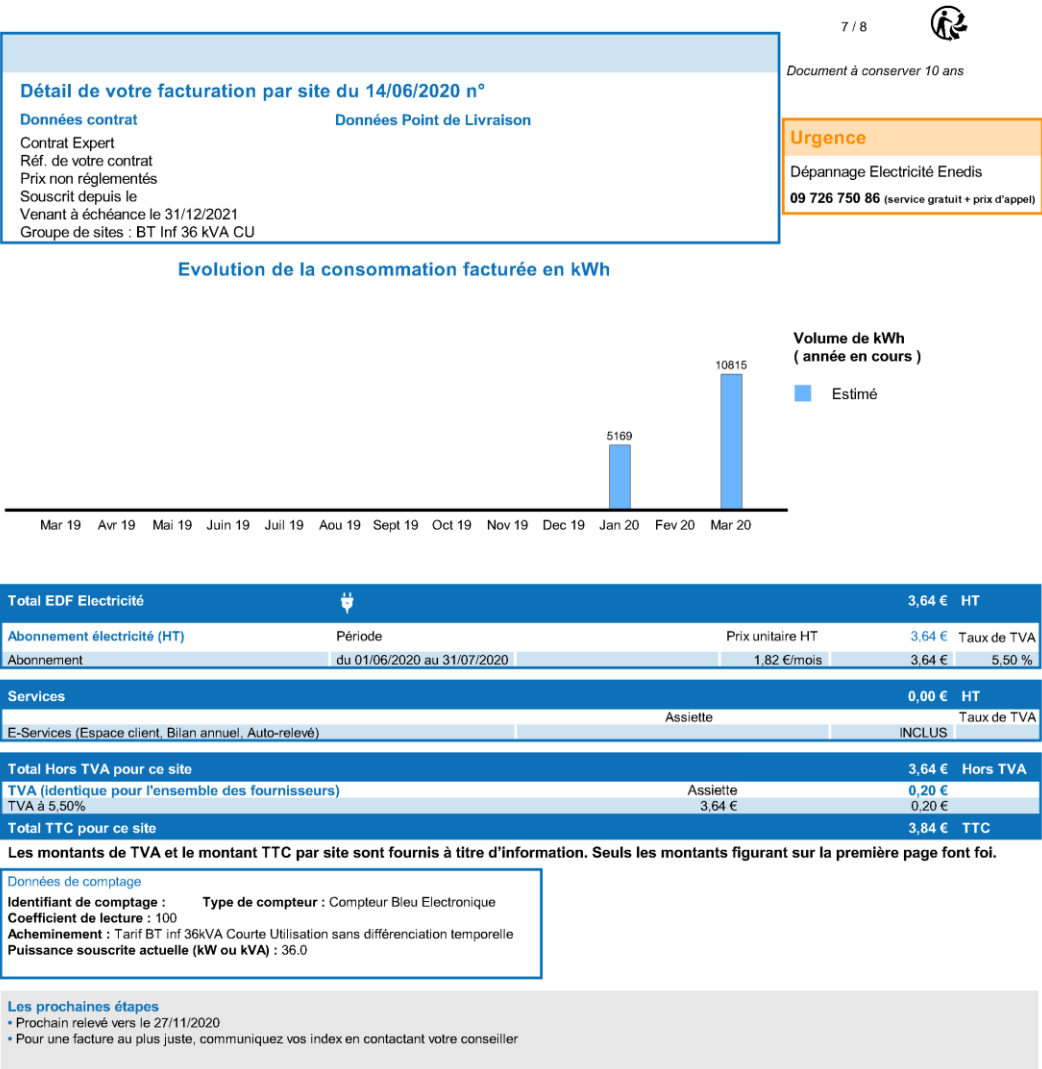 7 / 8
Document à conserver 10 ans
Détail de votre facturation par site du 14/06/2020 n°
Données contrat Données Point de Livraison
Contrat Expert
Réf. de votre contrat
Prix non réglementés
Souscrit depuis le
Venant à échéance le 31/12/2021
Groupe de sites : BT Inf 36 kVA CU
Urgence
Dépannage Electricité Enedis
09 726 750 86 (service gratuit + prix d'appel)
Evolution de la consommation facturée en kWh
Volume de kWh
( année en cours )
Estimé
10815
5169
Mar 19 Avr 19 Mai 19 Juin 19 Juil 19 Aou 19 Sept 19 Oct 19 Nov 19 Dec 19 Jan 20 Fev 20 Mar 20
Total EDF Electricité 3,64 € HT
Abonnement électricité (HT) Période Prix unitaire HT 3,64 € Taux de TVA
Abonnement du 01/06/2020 au 31/07/2020 1,82 €/mois 3,64 € 5,50 %
Services 0,00 € HT
Assiette Taux de TVA
E-Services (Espace client, Bilan annuel, Auto-relevé) INCLUS
Total Hors TVA pour ce site 3,64 € Hors TVA
TVA (identique pour l'ensemble des fournisseurs) Assiette 0,20 €
TVA à 5,50% 3,64 € 0,20 €
Total TTC pour ce site 3,84 € TTC
Les montants de TVA et le montant TTC par site sont fournis à titre d'information. Seuls les montants figurant sur la première page font foi.
Données de comptage
Identifiant de comptage : Type de compteur : Compteur Bleu Electronique
Coefficient de lecture : 100
Acheminement : Tarif BT inf 36kVA Courte Utilisation sans différenciation temporelle
Puissance souscrite actuelle (kW ou kVA) : 36.0
Les prochaines étapes
• Prochain relevé vers le 27/11/2020
• Pour une facture au plus juste, communiquez vos index en contactant votre conseiller